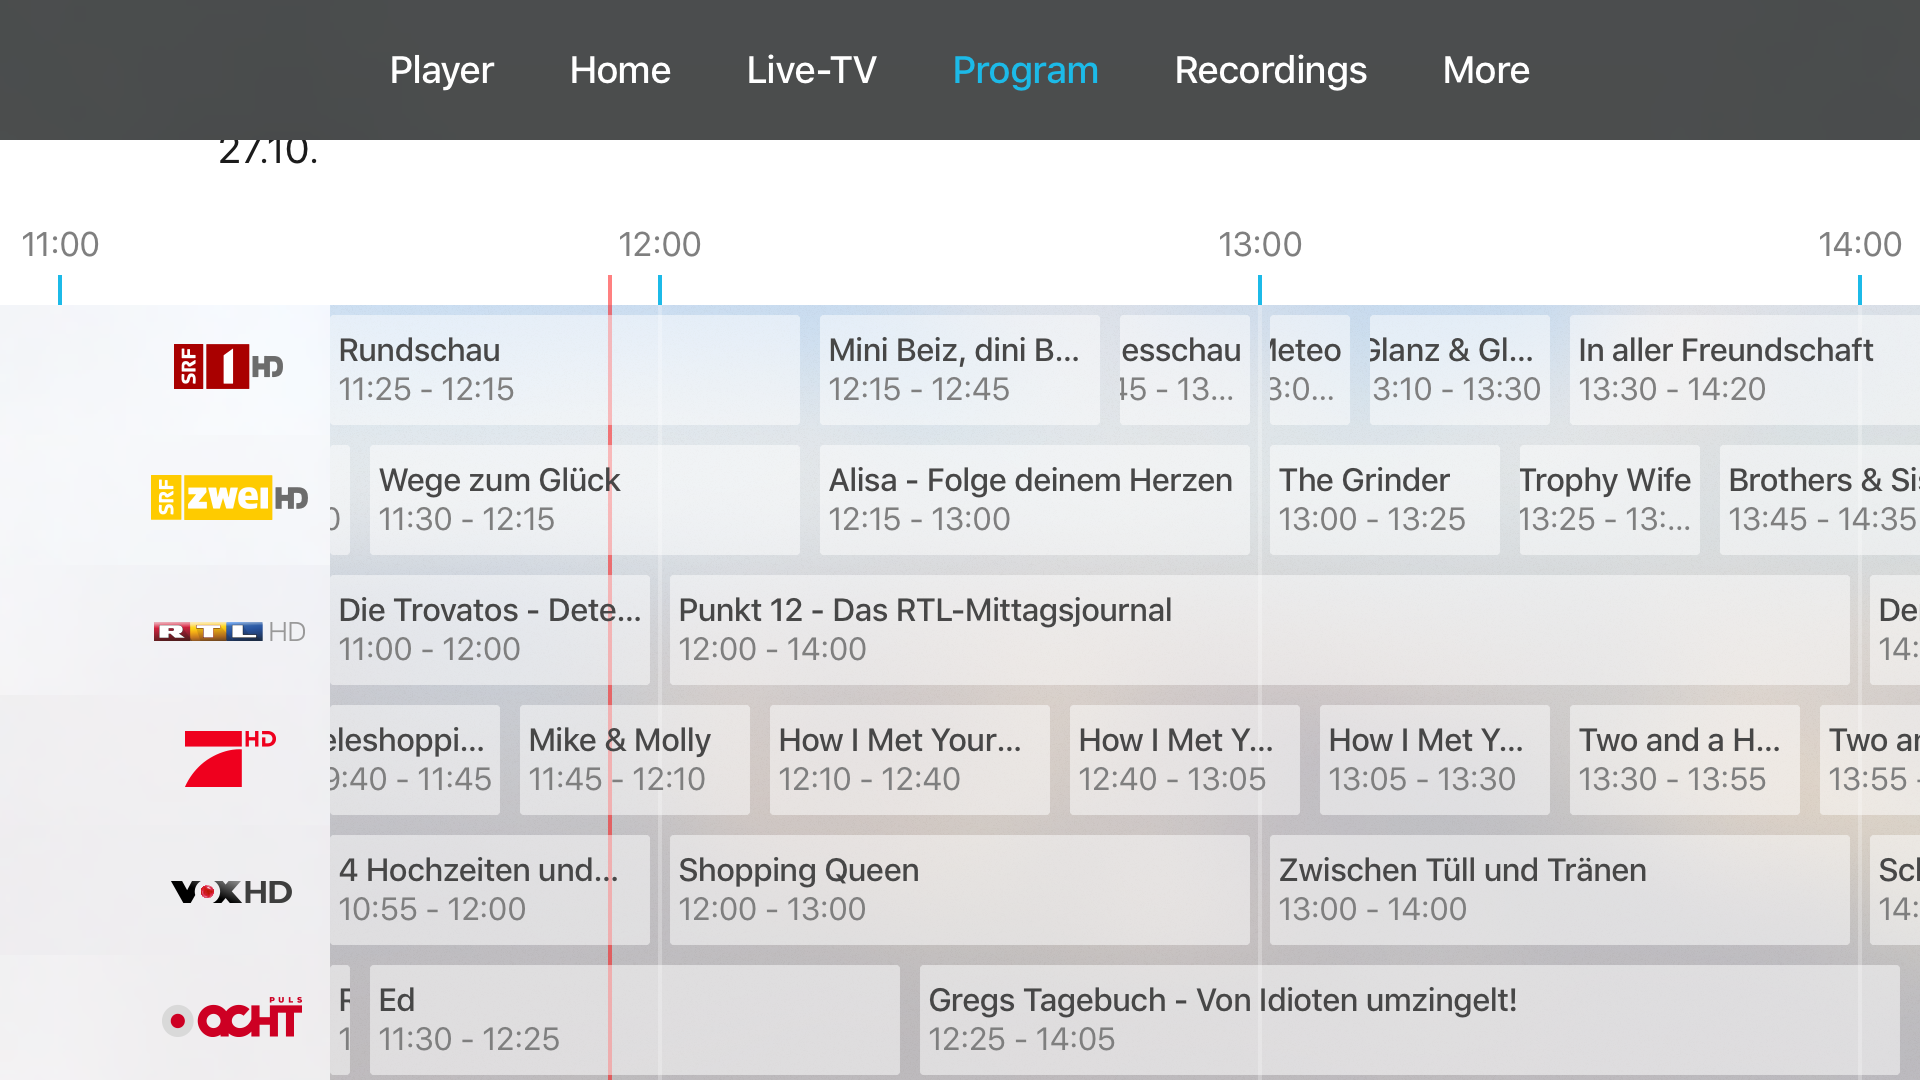 Player Home Live-TV Program Recordings More
27.10.
11:00 12:00 13:00 14:00
SRF 1 HD
Rundschau
11:25 - 12:15
Mini Beiz, dini B...
12:15 - 12:45
esschau
45 - 13...
Meteo
3:0...
Glanz & Gl...
3:10 - 13:30
In aller Freundschaft
13:30 - 14:20
SRF zwei HD
0
Wege zum Glück
11:30 - 12:15
Alisa - Folge deinem Herzen
12:15 - 13:00
The Grinder
13:00 - 13:25
Trophy Wife
13:25 - 13:...
Brothers & Sis
13:45 - 14:35
RTL HD
Die Trovatos - Dete...
11:00 - 12:00
Punkt 12 - Das RTL-Mittagsjournal
12:00 - 14:00
De
14:
HD
eleshoppi...
9:40 - 11:45
Mike & Molly
11:45 - 12:10
How I Met Your...
12:10 - 12:40
How I Met Y...
12:40 - 13:05
How I Met Y...
13:05 - 13:30
Two and a H...
13:30 - 13:55
Two an
13:55 -
VOX HD
4 Hochzeiten und...
10:55 - 12:00
Shopping Queen
12:00 - 13:00
Zwischen Tüll und Tränen
13:00 - 14:00
Sch
14:
PULS
ACHT
F
1
Ed
11:30 - 12:25
Gregs Tagebuch - Von Idioten umzingelt!
12:25 - 14:05